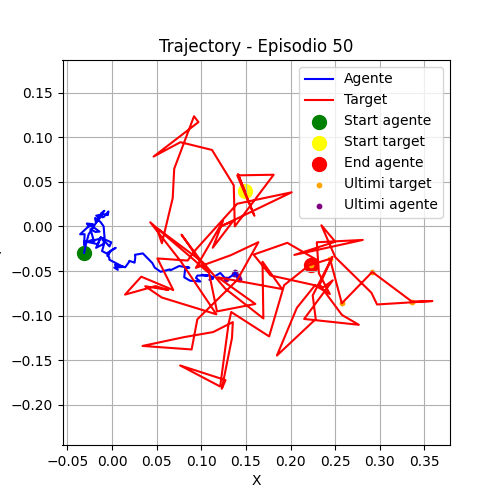 Trajectory - Episodio 50
Agente
Target
Start agente
Start target
End agente
Ultimi target
Ultimi agente
0.15
0.10
0.05
0.00
−0.05
−0.10
−0.15
−0.20
−0.05
0.00
0.05
0.10
0.15
0.20
0.25
0.30
0.35
X